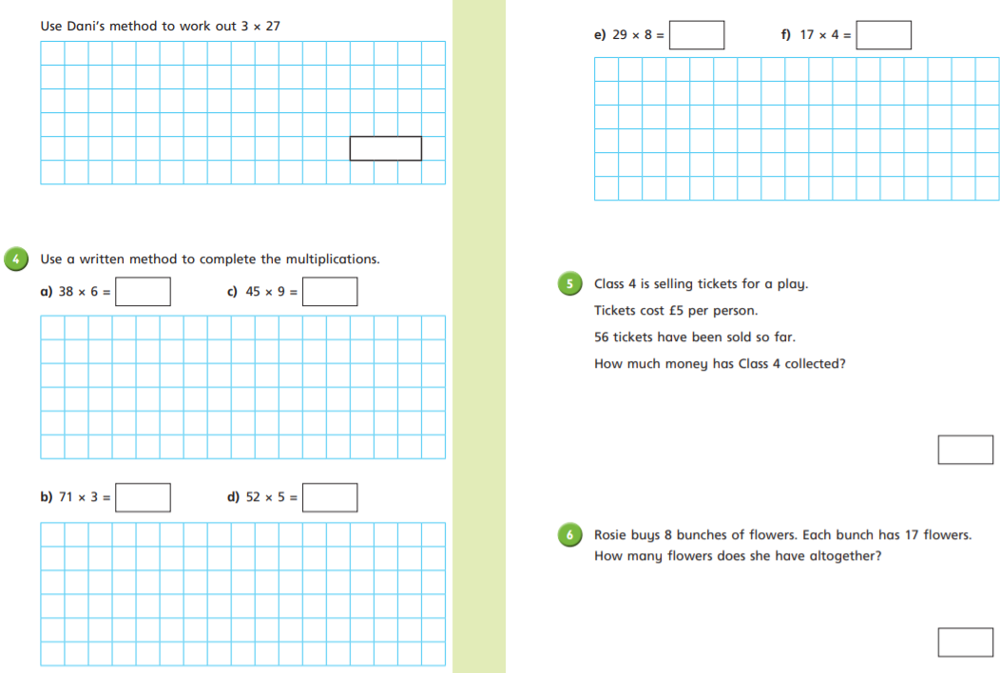 Use Dani's method to work out 3 × 27
4 Use a written method to complete the multiplications.
a) 38 × 6 = c) 45 × 9 =
b) 71 × 3 = d) 52 × 5 =
e) 29 × 8 = f) 17 × 4 =
5 Class 4 is selling tickets for a play.
Tickets cost £5 per person.
56 tickets have been sold so far.
How much money has Class 4 collected?
6 Rosie buys 8 bunches of flowers. Each bunch has 17 flowers.
How many flowers does she have altogether?